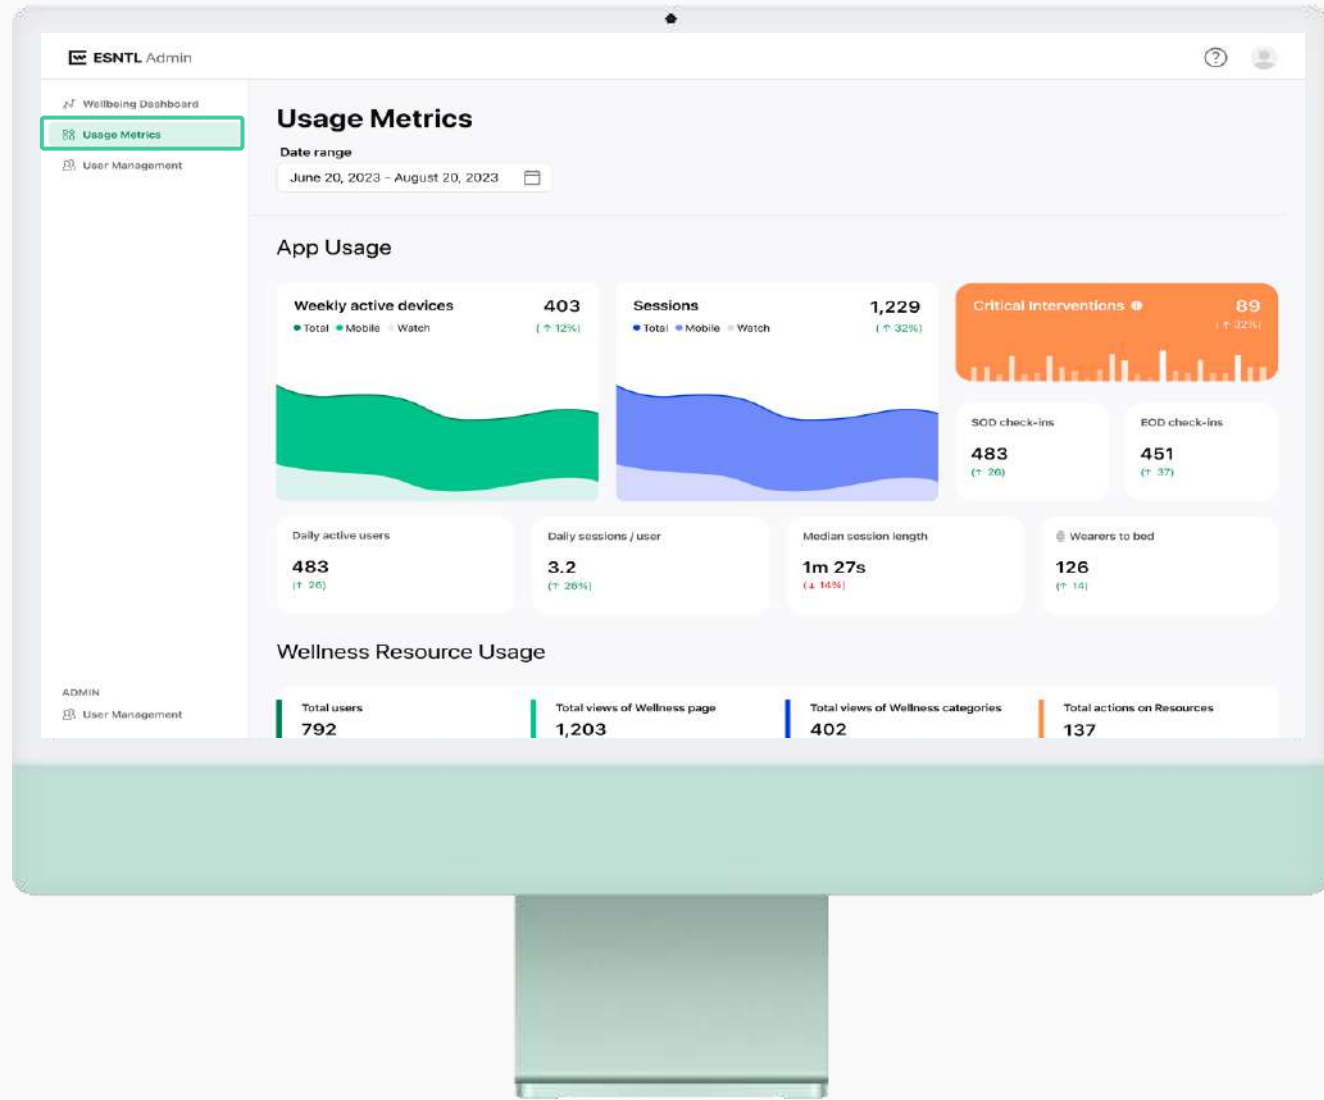 ESNTL Admin
?
Wellbeing Dashboard
Usage Metrics
User Management
ADMIN
User Management
Usage Metrics
Date range
June 20, 2023 - August 20, 2023
App Usage
Weekly active devices 403
Total Mobile Watch (↑ 12%)
Sessions 1,229
Total Mobile Watch (↑ 32%)
Critical Interventions 89
(↑ 32%)
SOD check-ins
483
(↑ 26)
EOD check-ins
451
(↑ 37)
Daily active users
483
(↑ 26)
Daily sessions / user
3.2
(↑ 28%)
Median session length
1m 27s
(↓ 14%)
Wearers to bed
126
(↑ 14)
Wellness Resource Usage
Total users
792
Total views of Wellness page
1,203
Total views of Wellness categories
402
Total actions on Resources
137